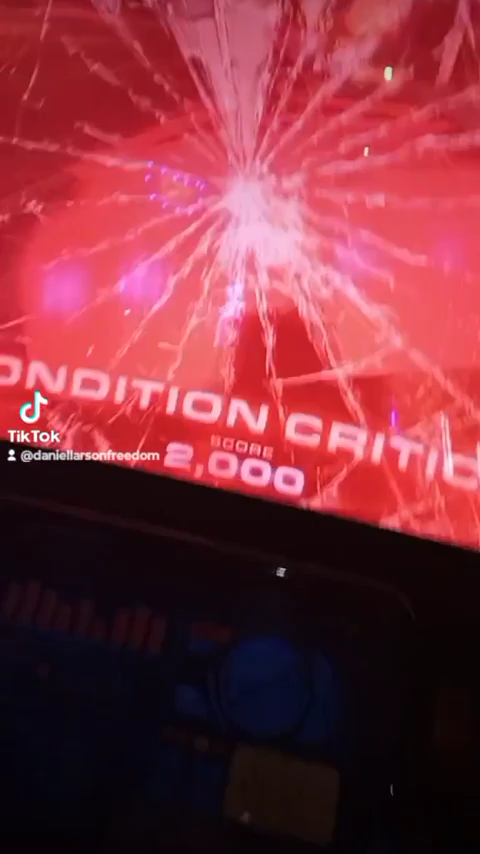 ONDITION CRITIC
SCORE
2,000
TikTok
@daniellarsonfreedom